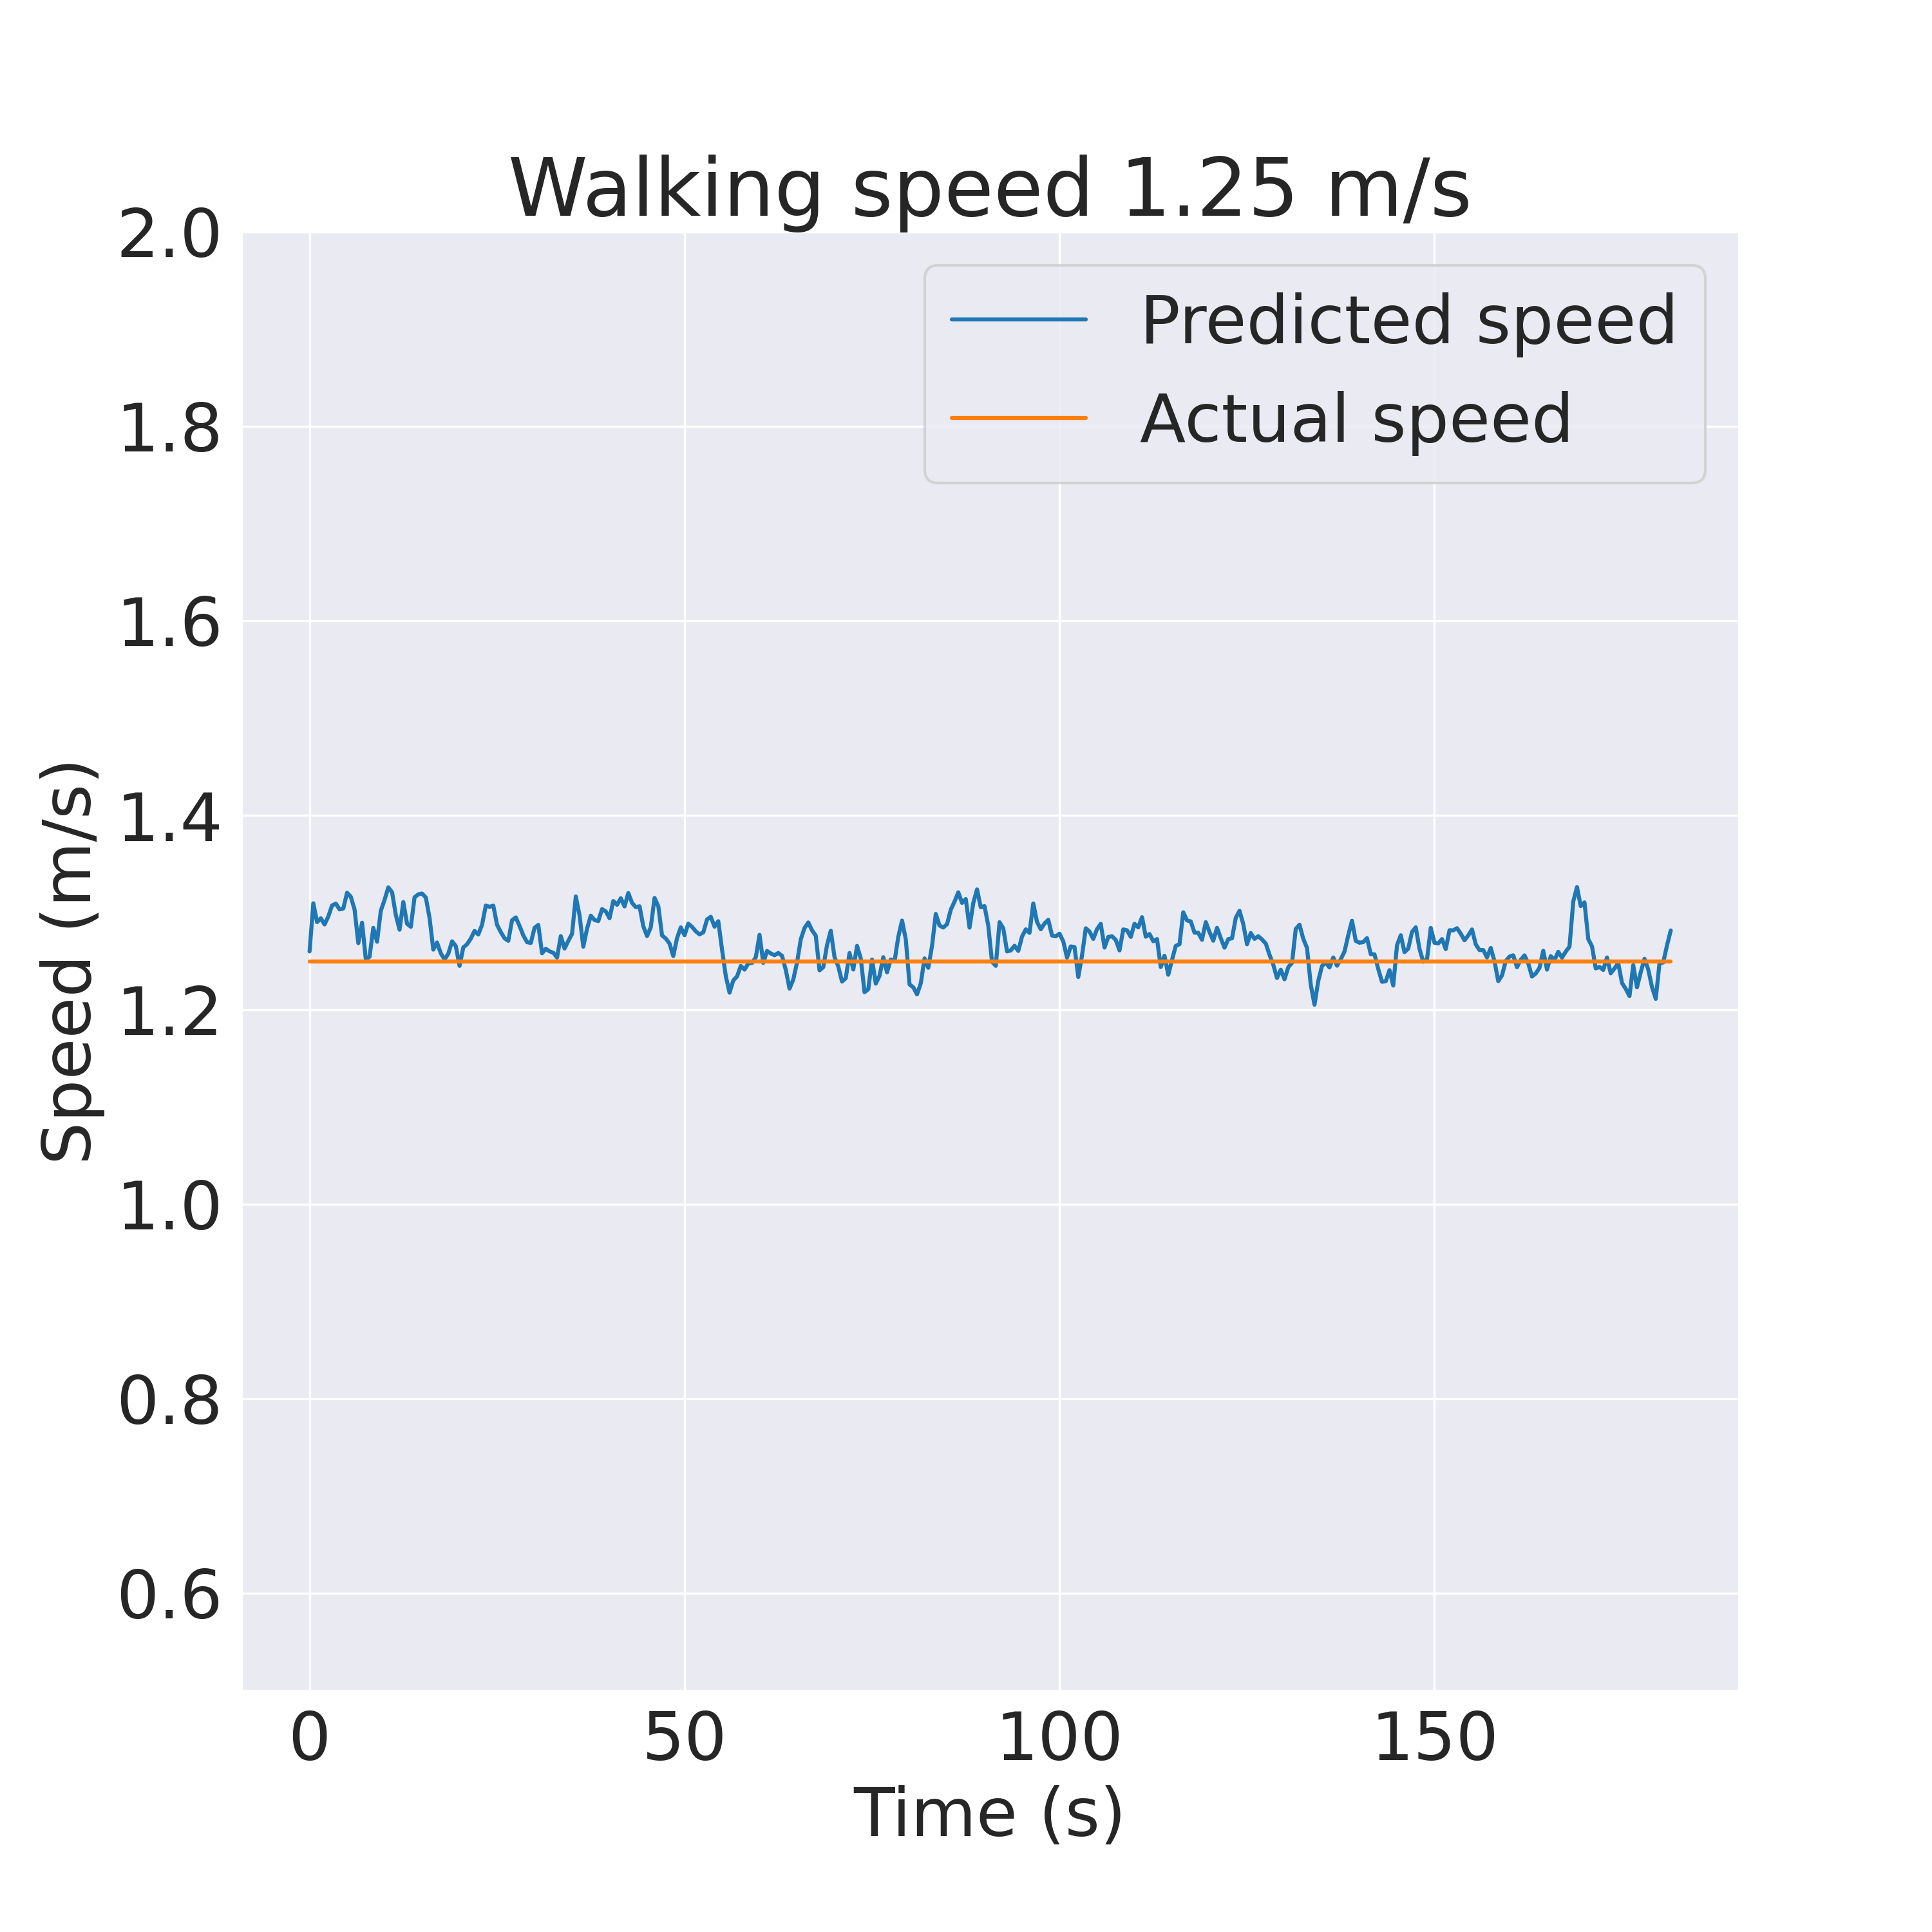 Walking speed 1.25 m/s
Predicted speed
Actual speed
2.0
1.8
1.6
1.4
1.2
1.0
0.8
0.6
Speed (m/s)
0 50 100 150
Time (s)